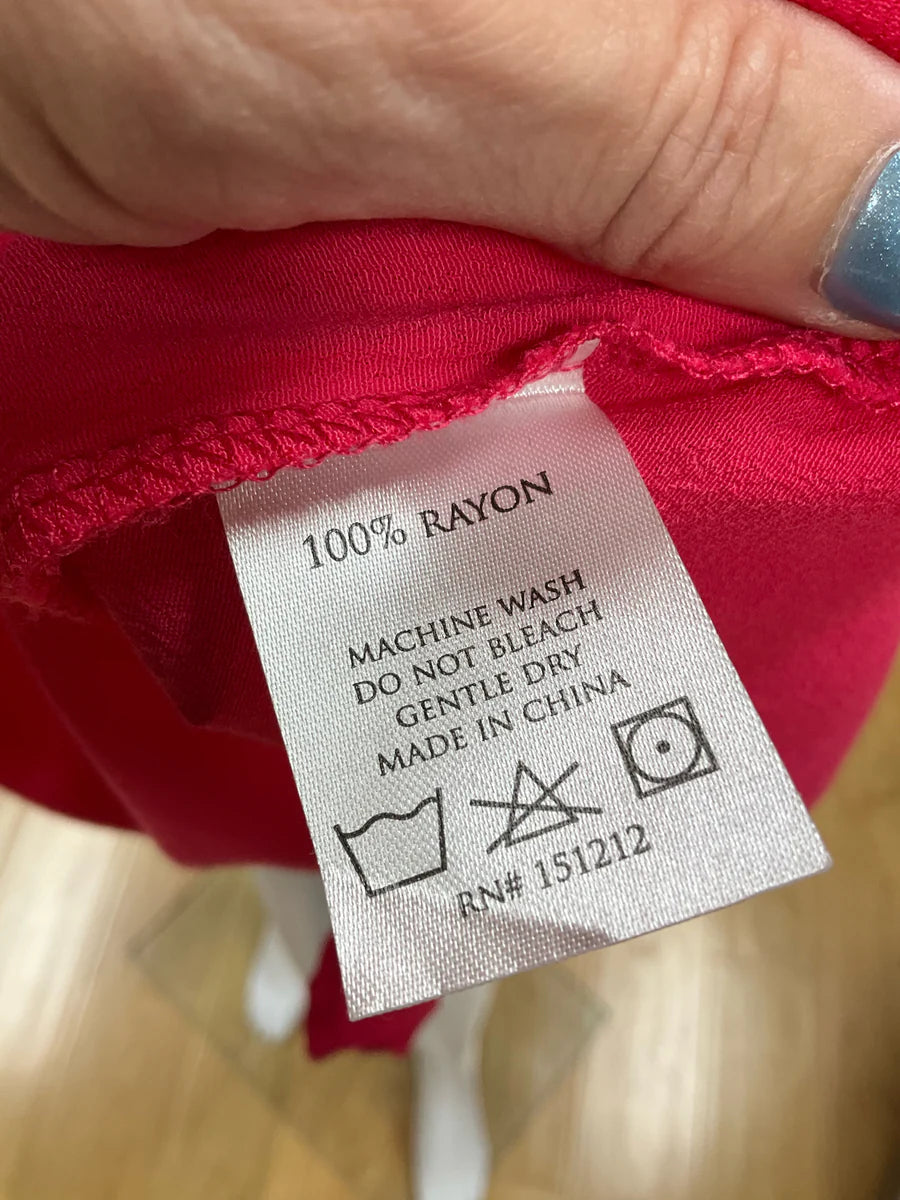 100% RAYON
MACHINE WASH
DO NOT BLEACH
GENTLE DRY
MADE IN CHINA
RN# 151212